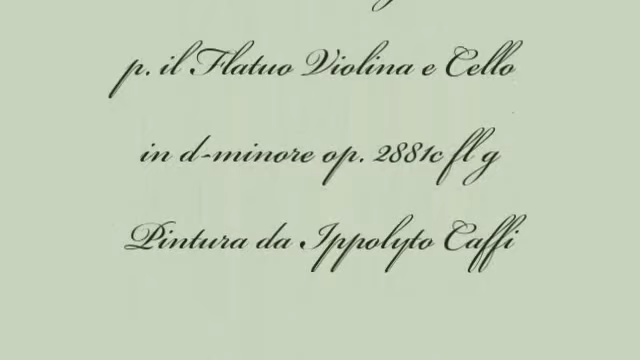 p. il Flatuo Violina e Cello
in d-minore op. 2881c fl g
Pintura da Ippolyto Caffi